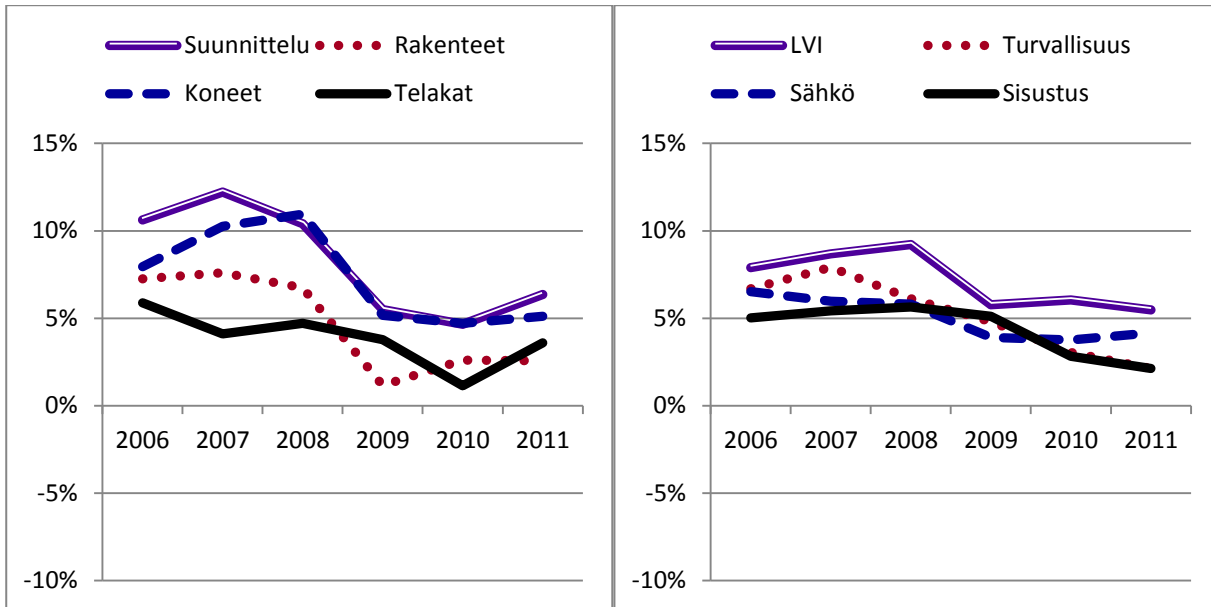 Suunnittelu Rakenteet
Koneet Telakat
15%
10%
5%
0%
2006 2007 2008 2009 2010 2011
-5%
-10%
LVI Turvallisuus
Sähkö Sisustus
15%
10%
5%
0%
2006 2007 2008 2009 2010 2011
-5%
-10%